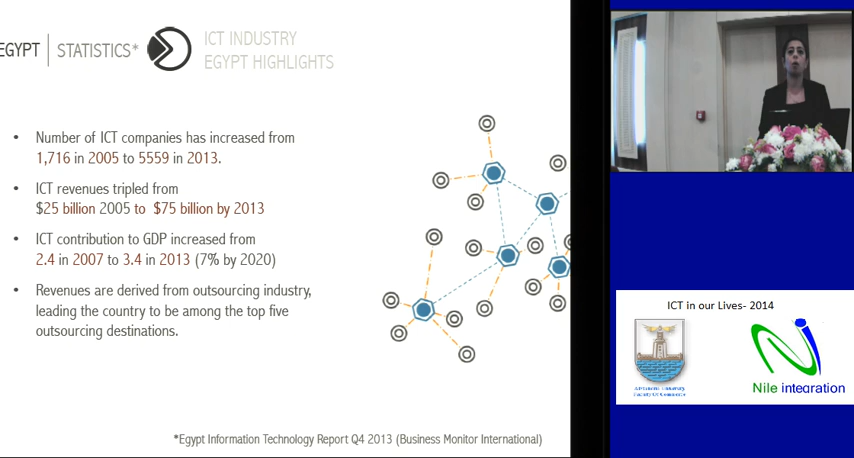 EGYPT | STATISTICS*
ICT INDUSTRY
EGYPT HIGHLIGHTS
• Number of ICT companies has increased from
1,716 in 2005 to 5559 in 2013.
• ICT revenues tripled from
$25 billion 2005 to $75 billion by 2013
• ICT contribution to GDP increased from
2.4 in 2007 to 3.4 in 2013 (7% by 2020)
• Revenues are derived from outsourcing industry,
leading the country to be among the top five
outsourcing destinations.
*Egypt Information Technology Report Q4 2013 (Business Monitor International)
ICT in our Lives- 2014
Nile integration